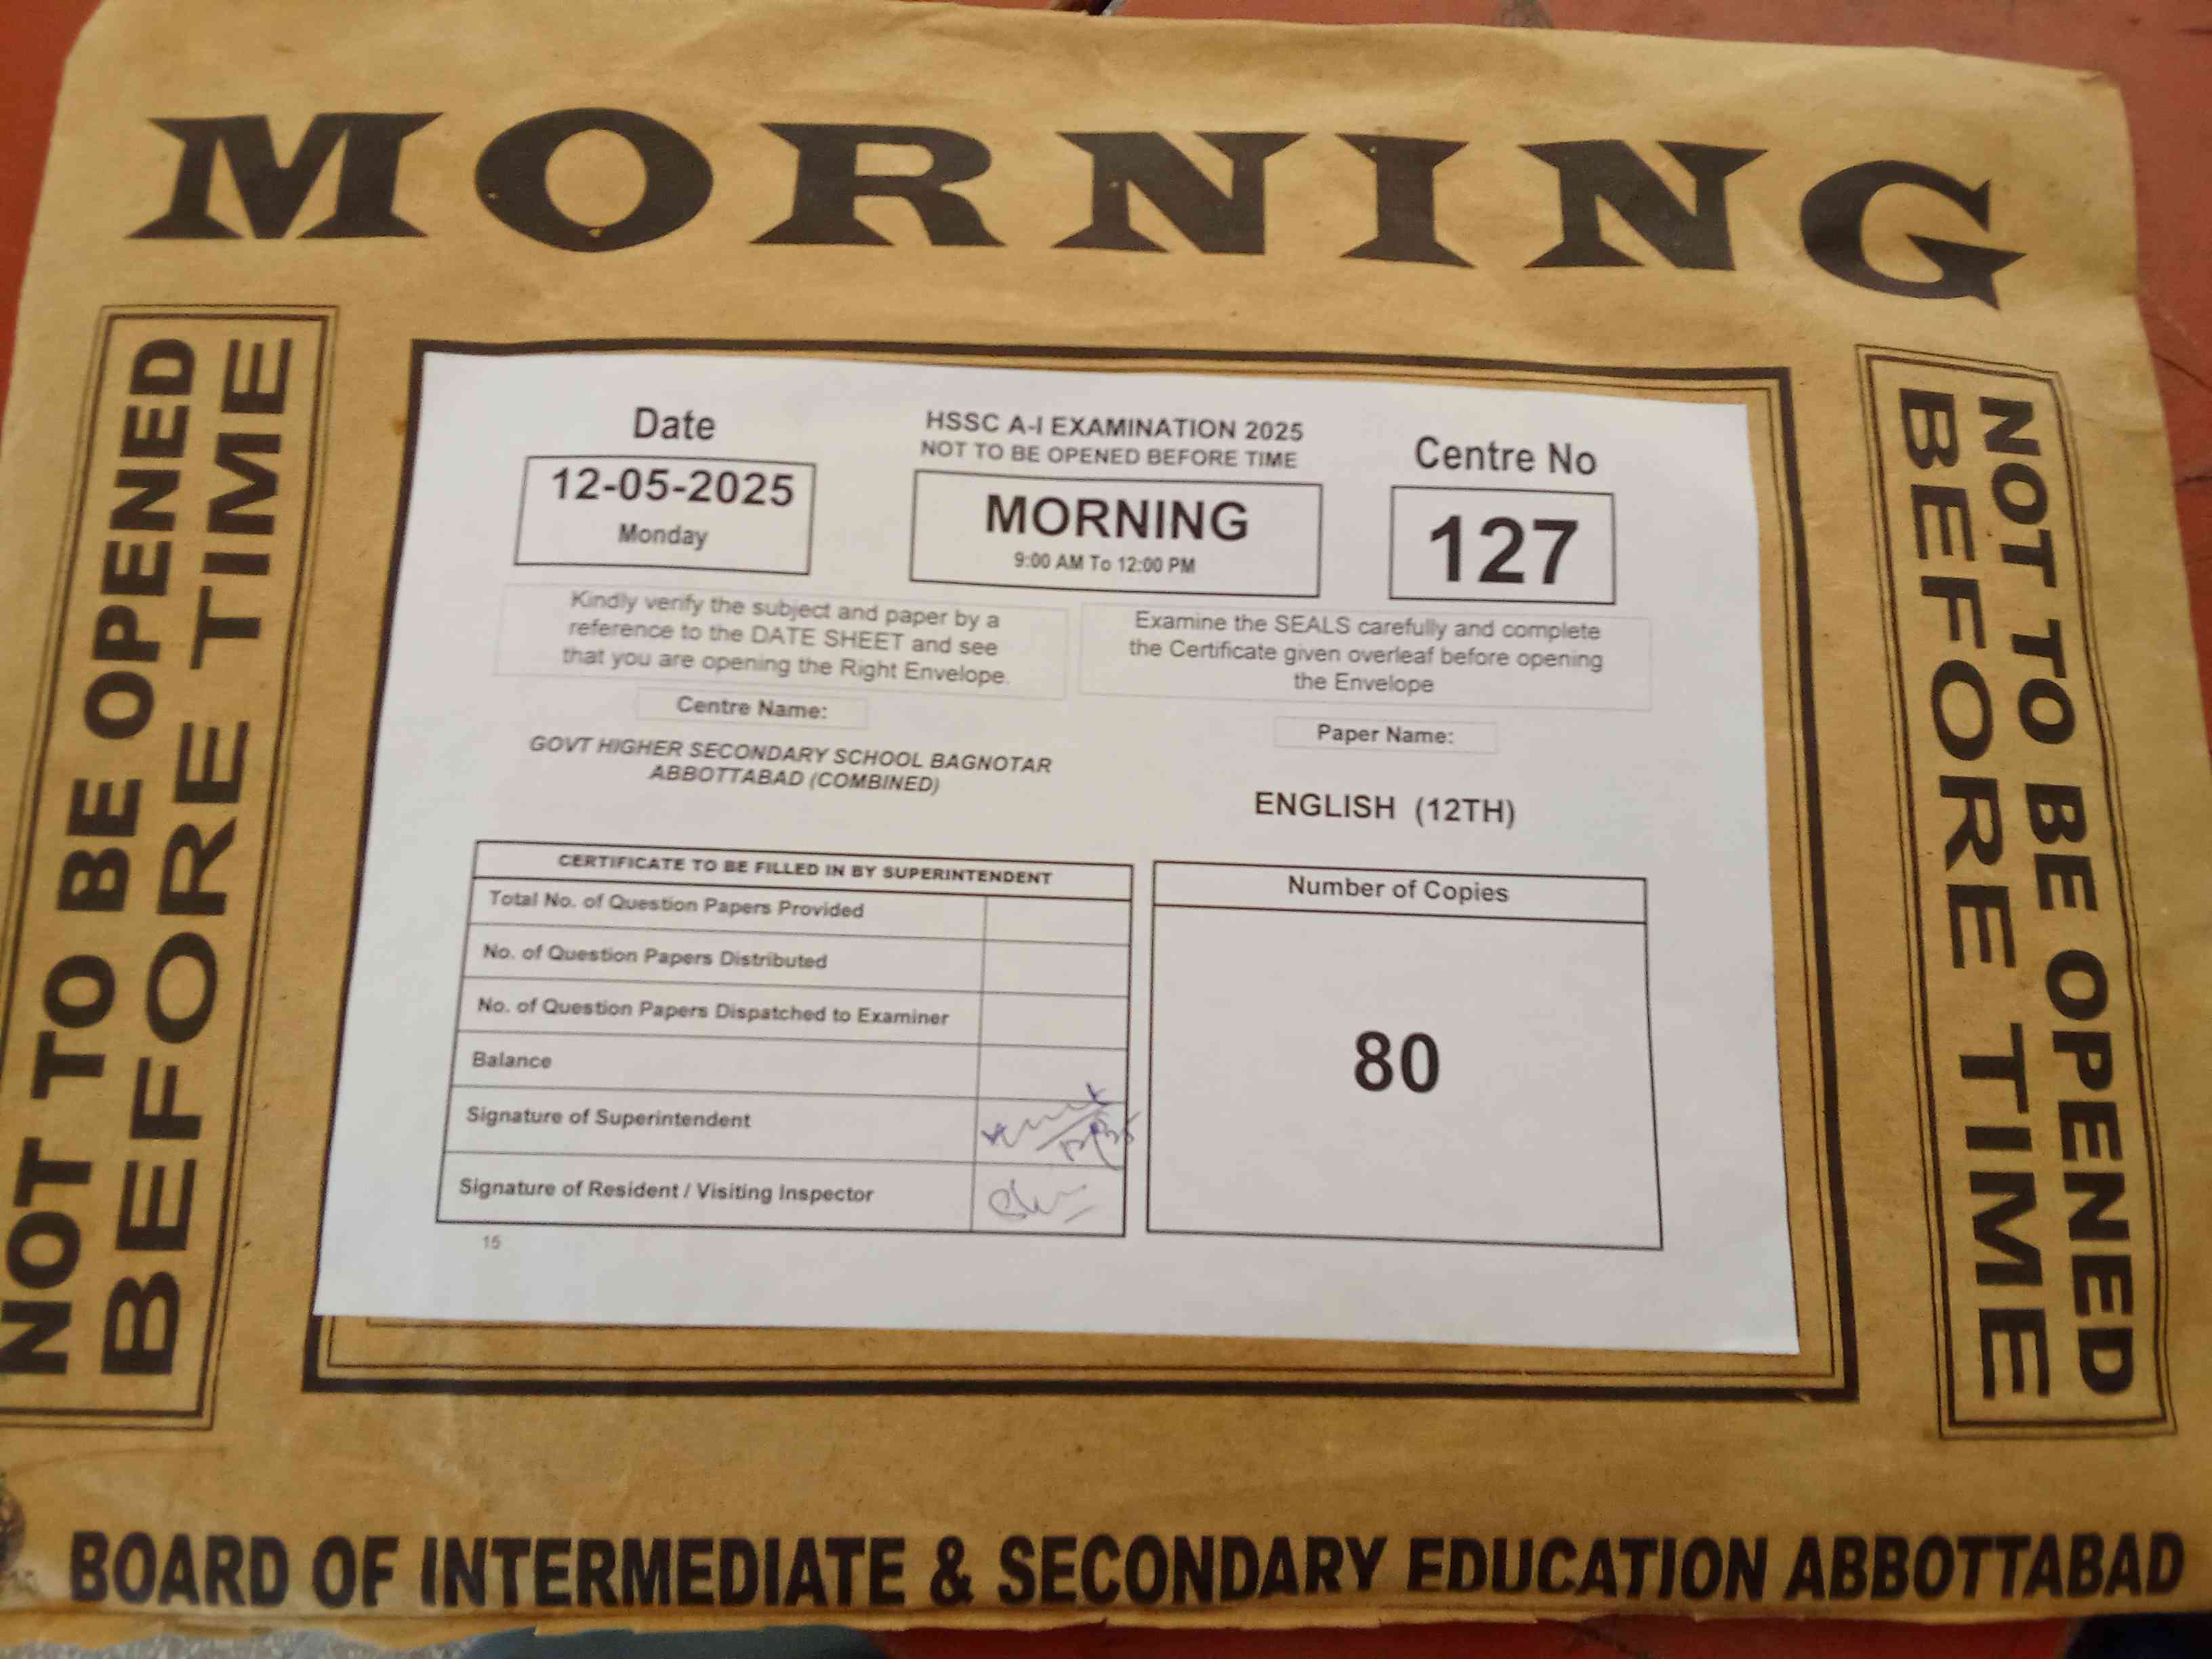 MORNING
NOT TO BE OPENED
BEFORE TIME
Date
12-05-2025
Monday
HSSC A-I EXAMINATION 2025
NOT TO BE OPENED BEFORE TIME
MORNING
9:00 AM To 12:00 PM
Centre No
127
Kindly verify the subject and paper by a
reference to the DATE SHEET and see
that you are opening the Right Envelope.
Examine the SEALS carefully and complete
the Certificate given overleaf before opening
the Envelope
Centre Name:
GOVT HIGHER SECONDARY SCHOOL BAGNOTAR
ABBOTTABAD (COMBINED)
Paper Name:
ENGLISH (12TH)
CERTIFICATE TO BE FILLED IN BY SUPERINTENDENT
Total No. of Question Papers Provided
No. of Question Papers Distributed
No. of Question Papers Dispatched to Examiner
Balance
Signature of Superintendent
Signature of Resident / Visiting Inspector
15
Number of Copies
80
NOT TO BE OPENED
BEFORE TIME
BOARD OF INTERMEDIATE & SECONDARY EDUCATION ABBOTTABAD